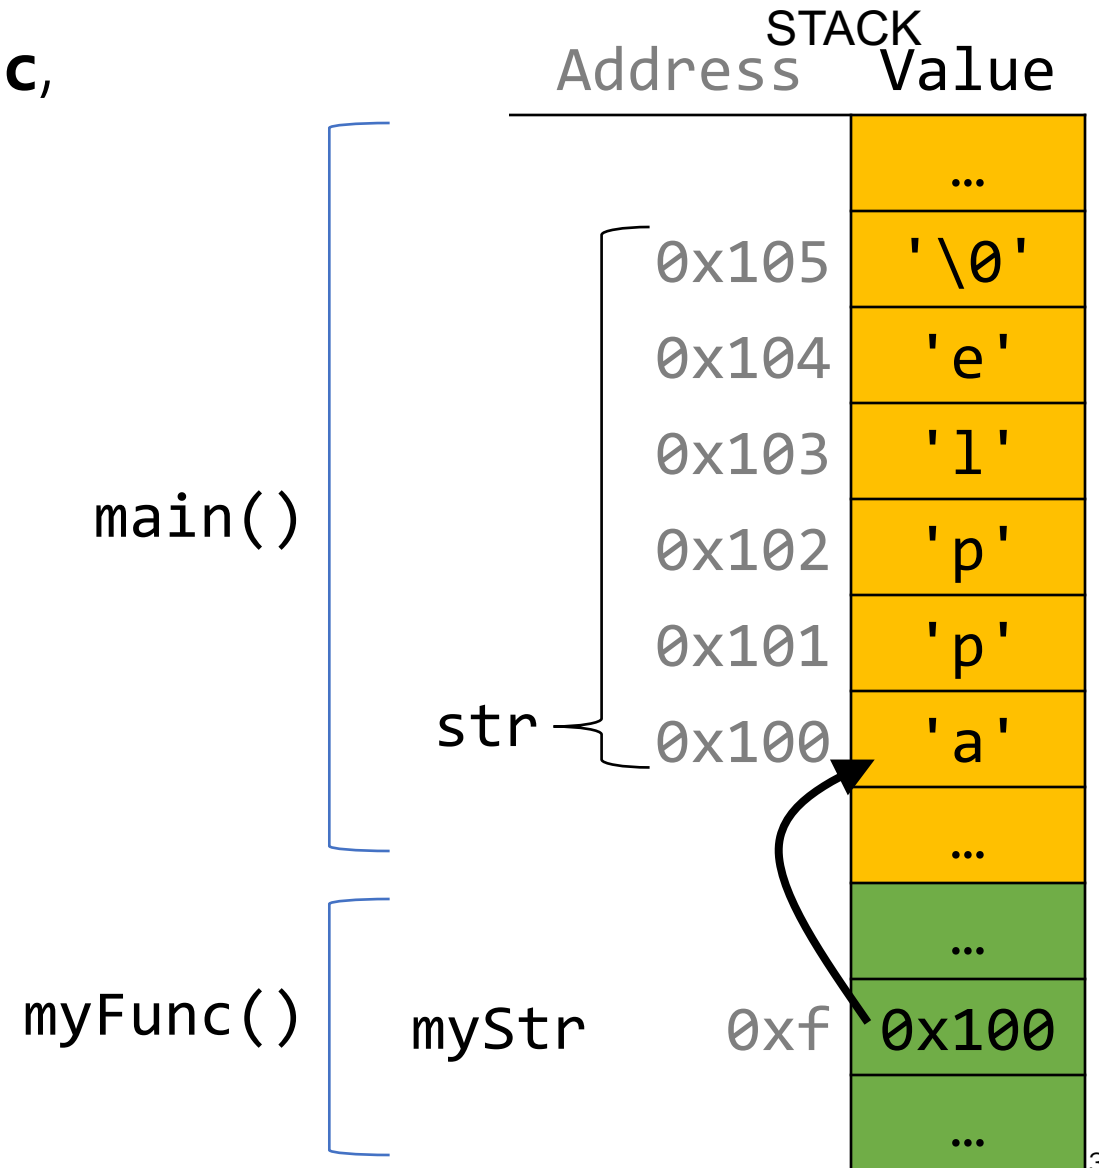 STACK
c,
Address Value
…
0x105 '\0'
0x104 'e'
0x103 'l'
main()
0x102 'p'
0x101 'p'
str
0x100 'a'
…
…
myFunc()
myStr
0xf 0x100
…